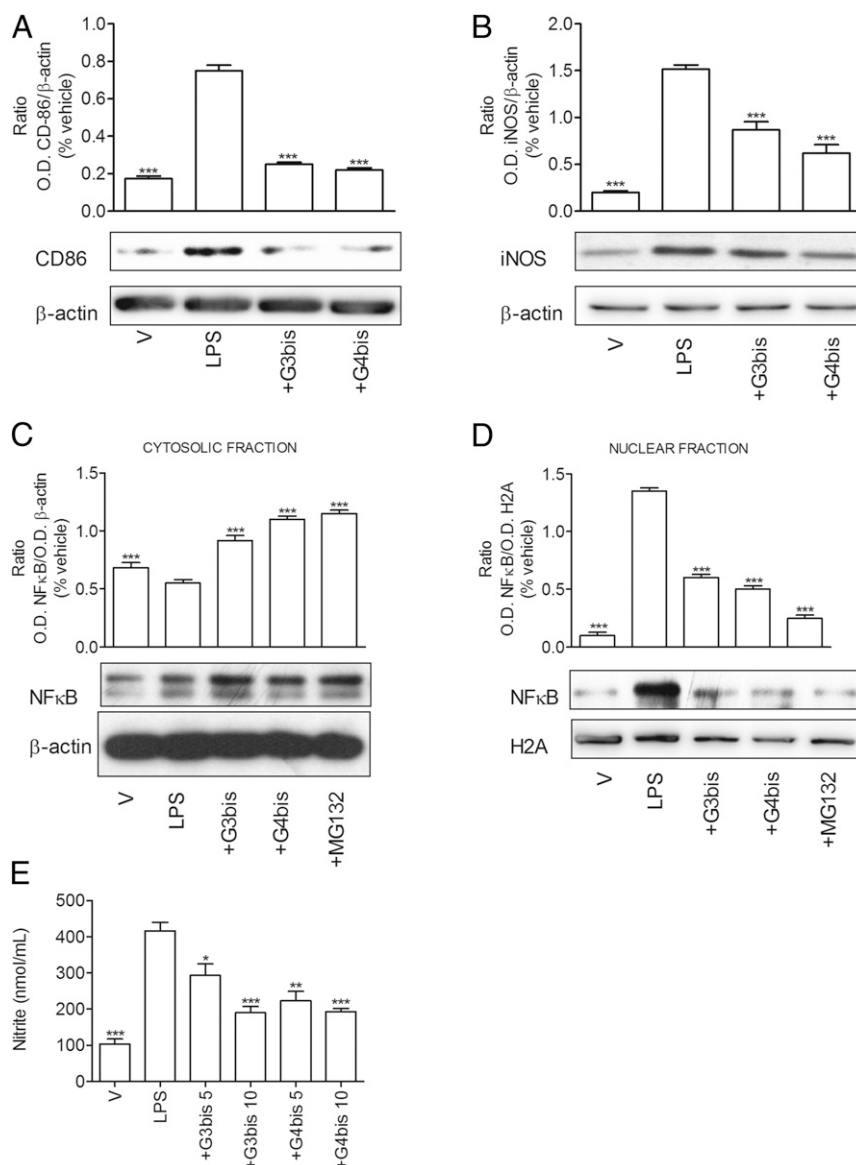 A
Ratio
O.D. CD-86/β-actin
(% vehicle)
1.0
0.8
0.6
0.4
0.2
0.0
***
***
***
CD86
β-actin
V
LPS
+G3bis
+G4bis
B
Ratio
O.D. iNOS/β-actin
(% vehicle)
2.0
1.5
1.0
0.5
0.0
***
***
***
iNOS
β-actin
V
LPS
+G3bis
+G4bis
C
CYTOSOLIC FRACTION
Ratio
O.D. NFκB/O.D. β-actin
(% vehicle)
1.5
1.0
0.5
0.0
***
***
***
***
NFκB
β-actin
V
LPS
+G3bis
+G4bis
+MG132
D
NUCLEAR FRACTION
Ratio
O.D. NFκB/O.D. H2A
(% vehicle)
1.5
1.0
0.5
0.0
***
***
***
***
NFκB
H2A
V
LPS
+G3bis
+G4bis
+MG132
E
Nitrite (nmol/mL)
500
400
300
200
100
0
***
*
***
**
***
V
LPS
+G3bis 5
+G3bis 10
+G4bis 5
+G4bis 10